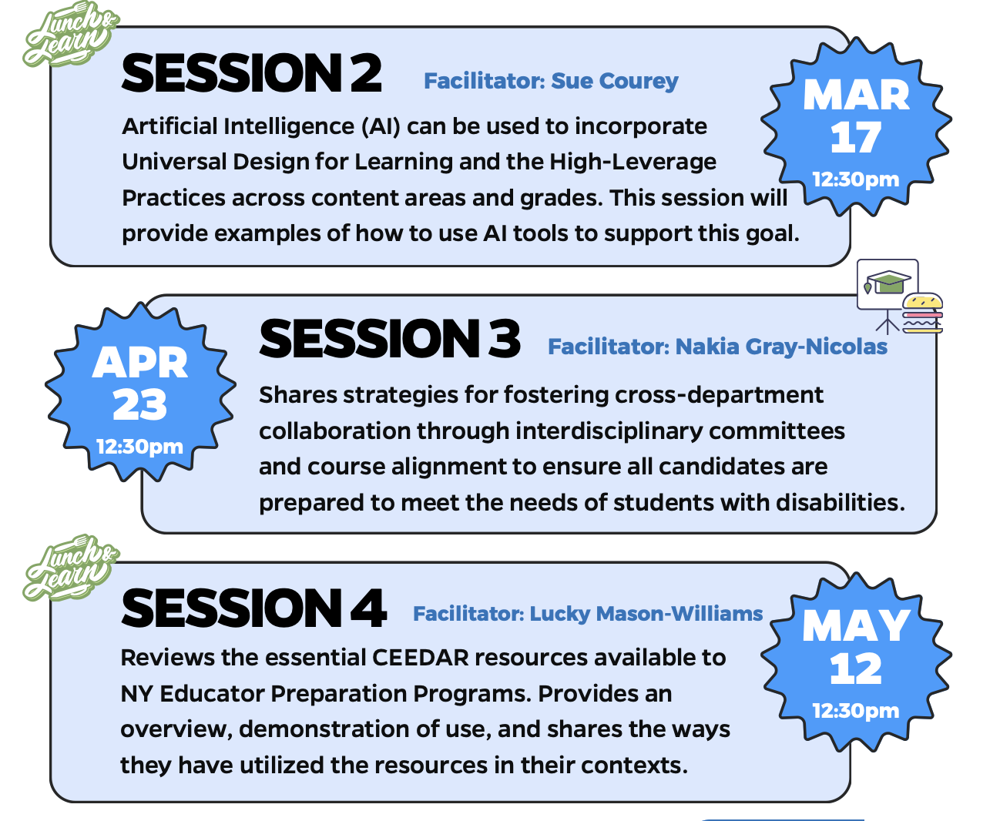 Lunch &
Learn
SESSION 2
Facilitator: Sue Courey
MAR
17
12:30pm
Artificial Intelligence (AI) can be used to incorporate
Universal Design for Learning and the High-Leverage
Practices across content areas and grades. This session will
provide examples of how to use AI tools to support this goal.
APR
23
12:30pm
SESSION 3
Facilitator: Nakia Gray-Nicolas
Shares strategies for fostering cross-department
collaboration through interdisciplinary committees
and course alignment to ensure all candidates are
prepared to meet the needs of students with disabilities.
Lunch &
Learn
SESSION 4
Facilitator: Lucky Mason-Williams
MAY
12
12:30pm
Reviews the essential CEEDAR resources available to
NY Educator Preparation Programs. Provides an
overview, demonstration of use, and shares the ways
they have utilized the resources in their contexts.